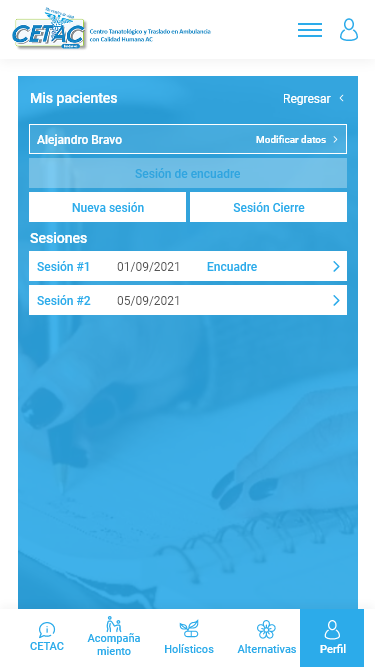 CETAC
Centro Tanatológico y Traslado en Ambulancia
con Calidad Humana AC
Mis pacientes
Regresar
Alejandro Bravo
Modificar datos
Sesión de encuadre
Nueva sesión
Sesión Cierre
Sesiones
Sesión #1 01/09/2021 Encuadre
Sesión #2 05/09/2021
CETAC
Acompaña
miento
Holísticos
Alternativas
Perfil